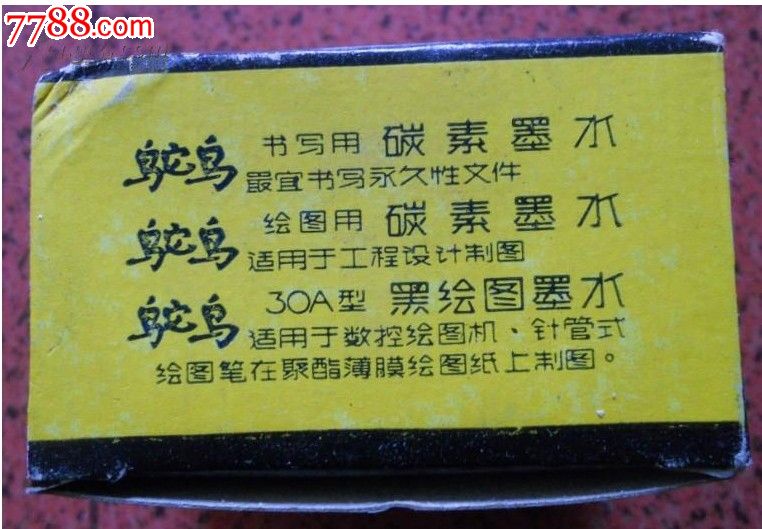 7788.com
鸵鸟 书写用 碳素墨水
最宜书写永久性文件
鸵鸟 绘图用 碳素墨水
适用于工程设计制图
鸵鸟 30A型 黑绘图墨水
适用于数控绘图机、针管式
绘图笔在聚酯薄膜绘图纸上制图。